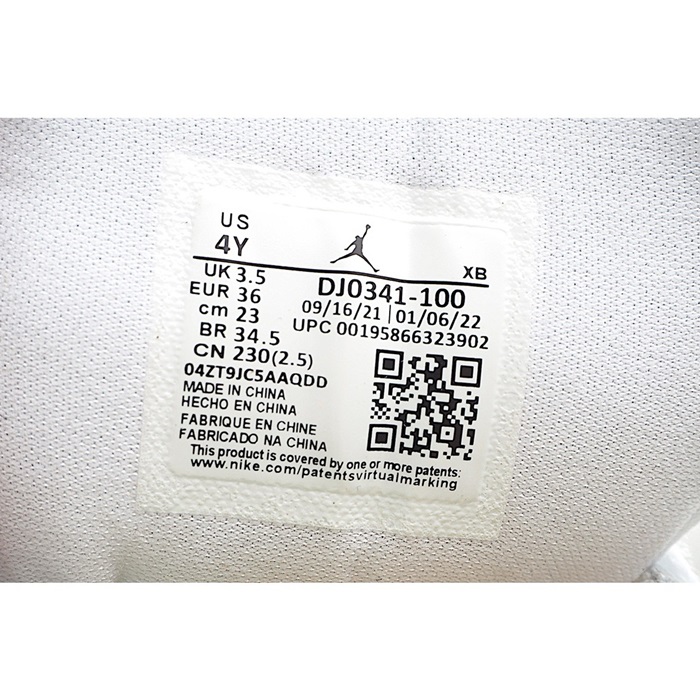 US
4Y
XB
UK 3.5
EUR 36
cm 23
BR 34.5
CN 230(2.5)
DJ0341-100
09/16/21 | 01/06/22
UPC 00195866323902
04ZT9JC5AAQDD
MADE IN CHINA
HECHO EN CHINA
FABRIQUE EN CHINE
FABRICADO NA CHINA
This product is covered by one or more patents:
www.nike.com/patentsvirtualmarking